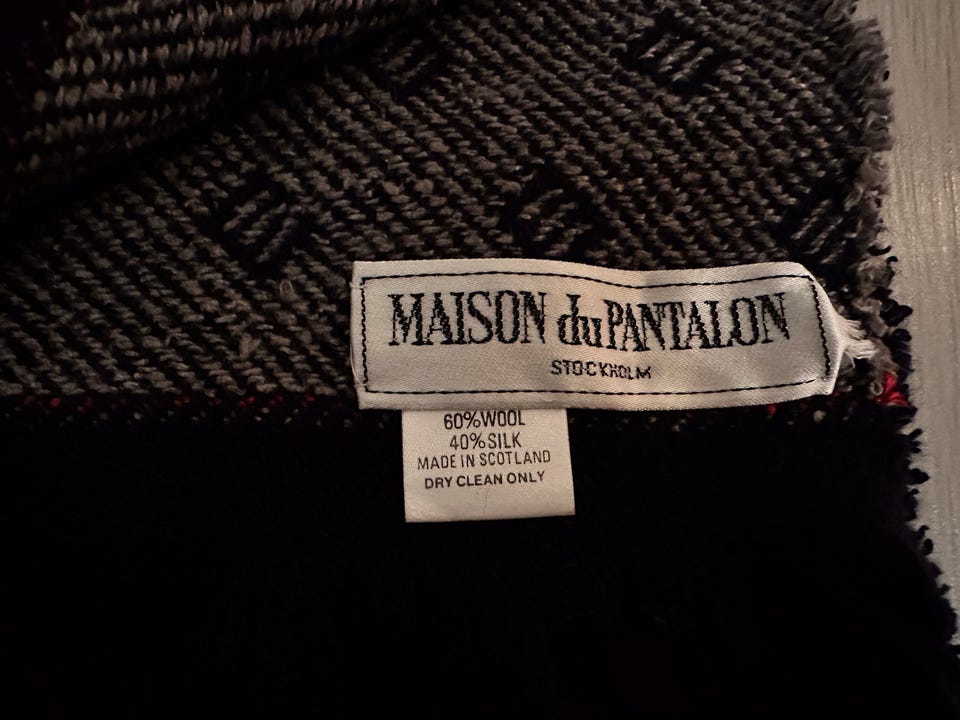 MAISON du PANTALON
STOCKHOLM
60% WOOL
40% SILK
MADE IN SCOTLAND
DRY CLEAN ONLY